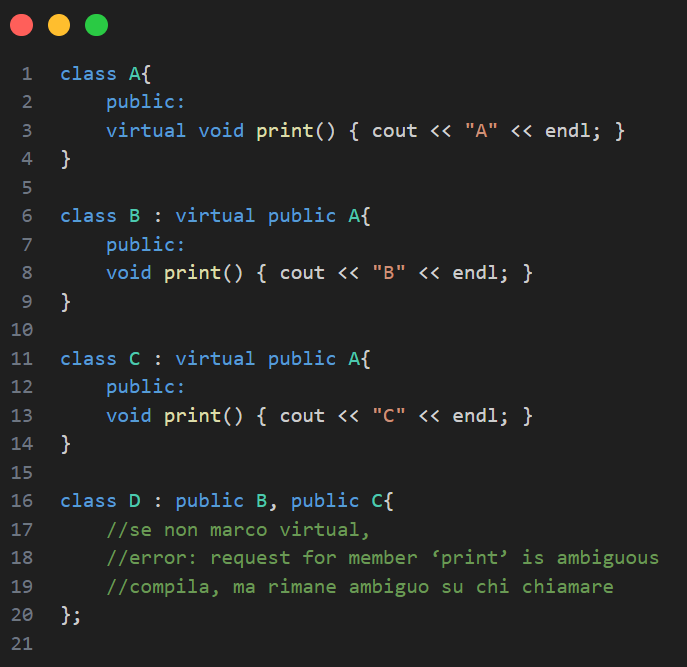 1 class A{
2     public:
3     virtual void print() { cout << "A" << endl; }
4 }
5
6 class B : virtual public A{
7     public:
8     void print() { cout << "B" << endl; }
9 }
10
11 class C : virtual public A{
12     public:
13     void print() { cout << "C" << endl; }
14 }
15
16 class D : public B, public C{
17     //se non marco virtual,
18     //error: request for member ‘print’ is ambiguous
19     //compila, ma rimane ambiguo su chi chiamare
20 };
21